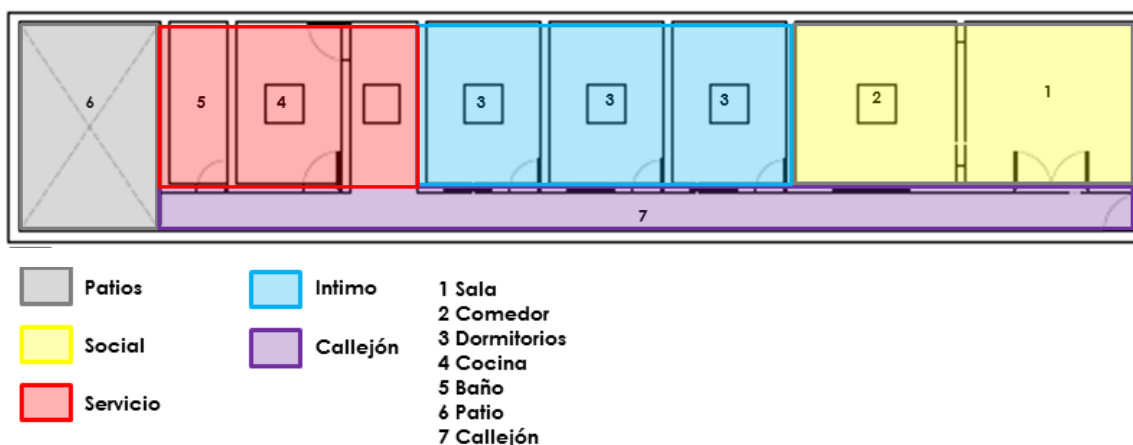 6
5
4
3
3
3
2
1
7
Patios
Social
Servicio
Intimo
Callejón
1 Sala
2 Comedor
3 Dormitorios
4 Cocina
5 Baño
6 Patio
7 Callejón